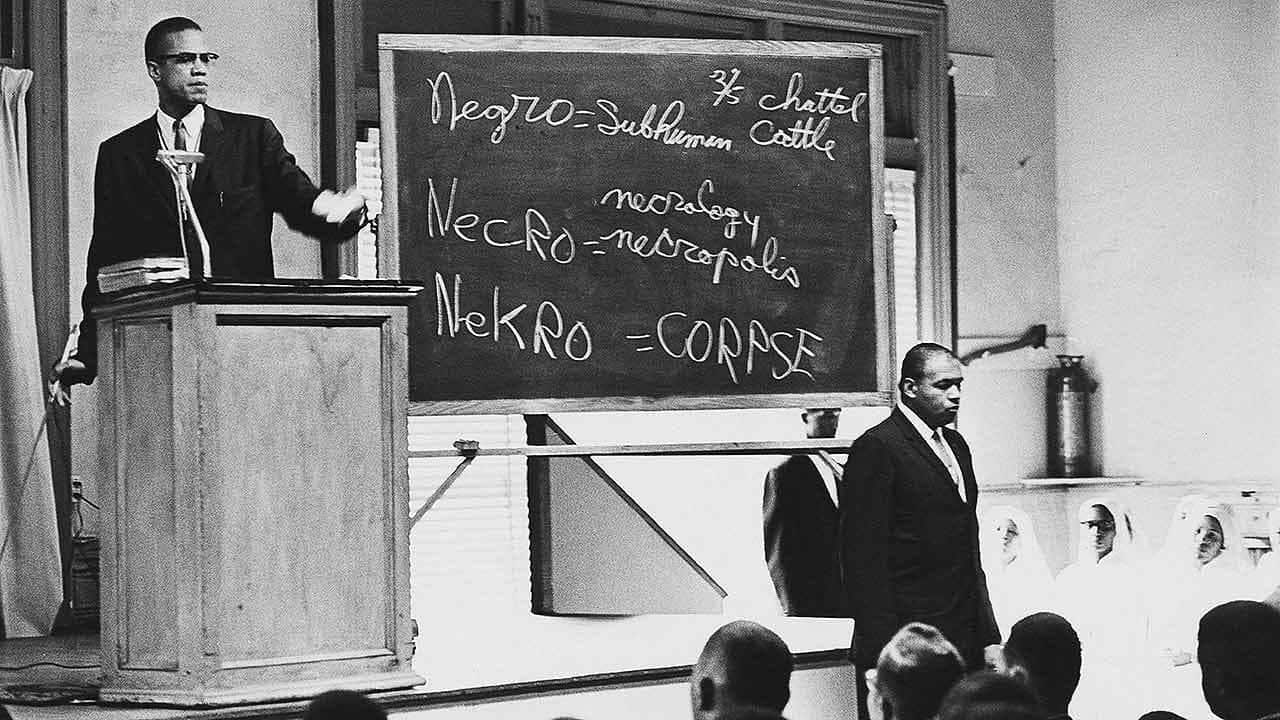 3/5 chattel
Negro = Subhuman Cattle
necrology
Necro = necropolis
NeKRO = CORPSE